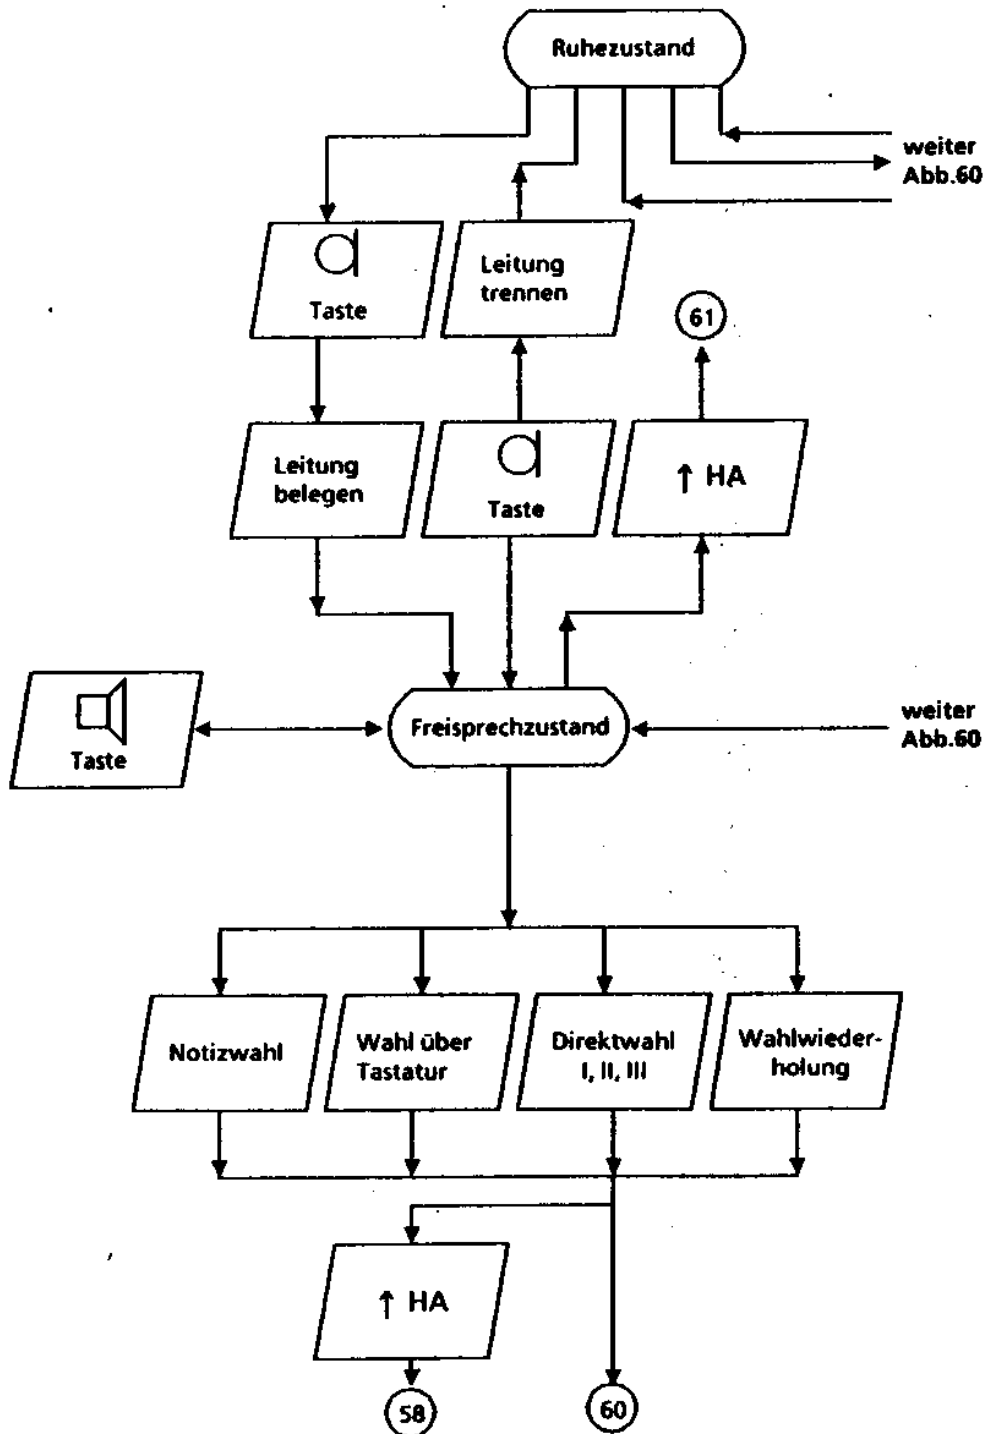 Ruhezustand
weiter
Abb.60
Taste
Leitung
trennen
61
Leitung
belegen
Taste
↑ HA
Taste
Freisprechzustand
weiter
Abb.60
Notizwahl
Wahl über
Tastatur
Direktwahl
I, II, III
Wahlwieder-
holung
↑ HA
58
60